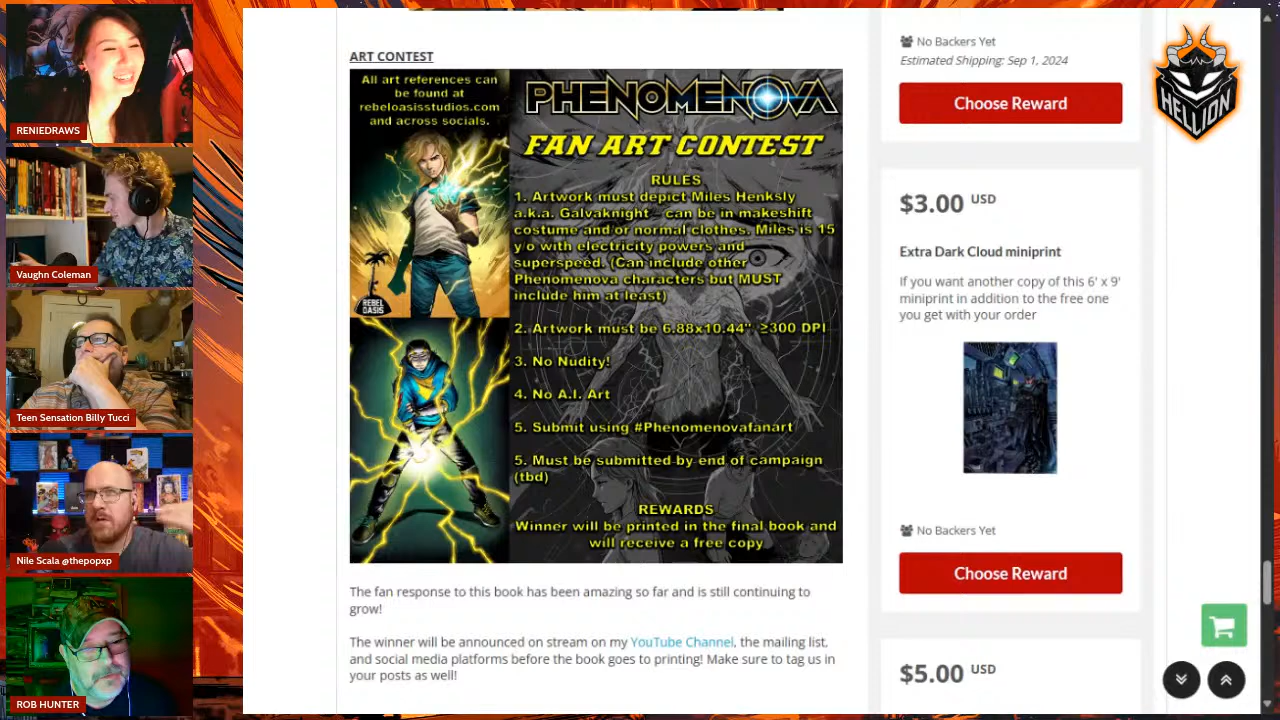 RENIEDRAWS
Vaughn Coleman
Teen Sensation Billy Tucci
Nile Scala @thepopxp
ROB HUNTER
ART CONTEST
All art references can
be found at
rebeloasisstudios.com
and across socials.
REBEL
OASIS
PHENOMENOVA
FAN ART CONTEST
RULES
1. Artwork must depict Miles Henksly
a.k.a. Galvaknight - can be in makeshift
costume and/or normal clothes. Miles is 15
y/o with electricity powers and
superspeed. (Can include other
Phenomenova characters but MUST
include him at least)
2. Artwork must be 6.88x10.44" ≥300 DPI
3. No Nudity!
4. No A.I. Art
5. Submit using #Phenomenovafanart
5. Must be submitted by end of campaign
(tbd)
REWARDS
Winner will be printed in the final book and
will receive a free copy
The fan response to this book has been amazing so far and is still continuing to
grow!
The winner will be announced on stream on my YouTube Channel, the mailing list,
and social media platforms before the book goes to printing! Make sure to tag us in
your posts as well!
No Backers Yet
Estimated Shipping: Sep 1, 2024
Choose Reward
$3.00 USD
Extra Dark Cloud miniprint
If you want another copy of this 6' x 9'
miniprint in addition to the free one
you get with your order
No Backers Yet
Choose Reward
$5.00 USD
HELLION